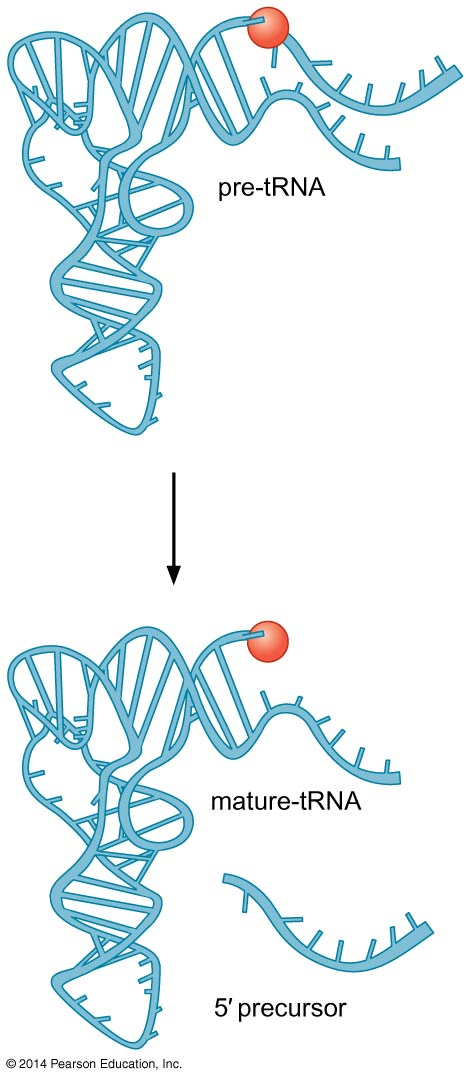 pre-tRNA
mature-tRNA
5′ precursor
© 2014 Pearson Education, Inc.